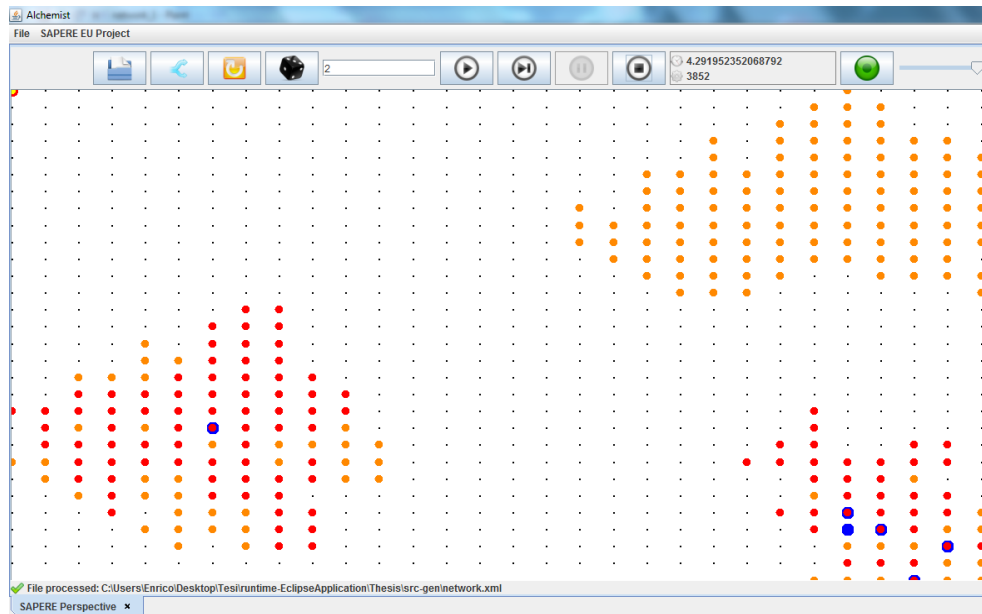 Alchemist
File SAPERE EU Project
2
4.291952352068792
3852
File processed: C:\Users\Enrico\Desktop\Tesi\runtime-EclipseApplication\Thesis\src-gen\network.xml
SAPERE Perspective ×